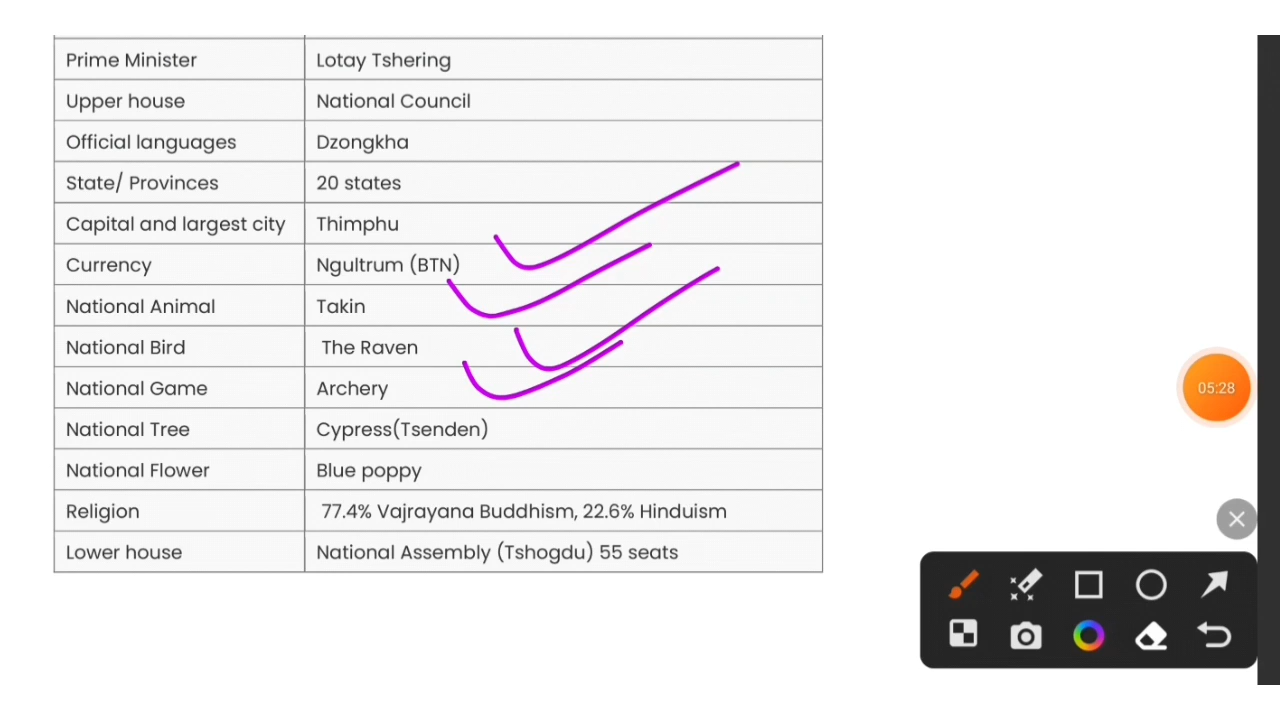 Prime Minister Lotay Tshering
Upper house National Council
Official languages Dzongkha
State/ Provinces 20 states
Capital and largest city Thimphu
Currency Ngultrum (BTN)
National Animal Takin
National Bird The Raven
National Game Archery
National Tree Cypress(Tsenden)
National Flower Blue poppy
Religion 77.4% Vajrayana Buddhism, 22.6% Hinduism
Lower house National Assembly (Tshogdu) 55 seats
05:28